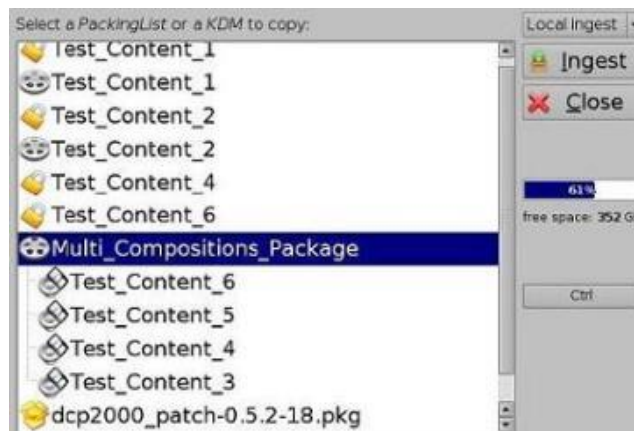 Select a PackingList or a KDM to copy:
Local Ingest
Test_Content_1
Test_Content_1
Test_Content_2
Test_Content_2
Test_Content_4
Test_Content_6
Multi_Compositions_Package
Test_Content_6
Test_Content_5
Test_Content_4
Test_Content_3
dcp2000_patch-0.5.2-18.pkg
Ingest
Close
61%
free space: 352 G
Ctrl